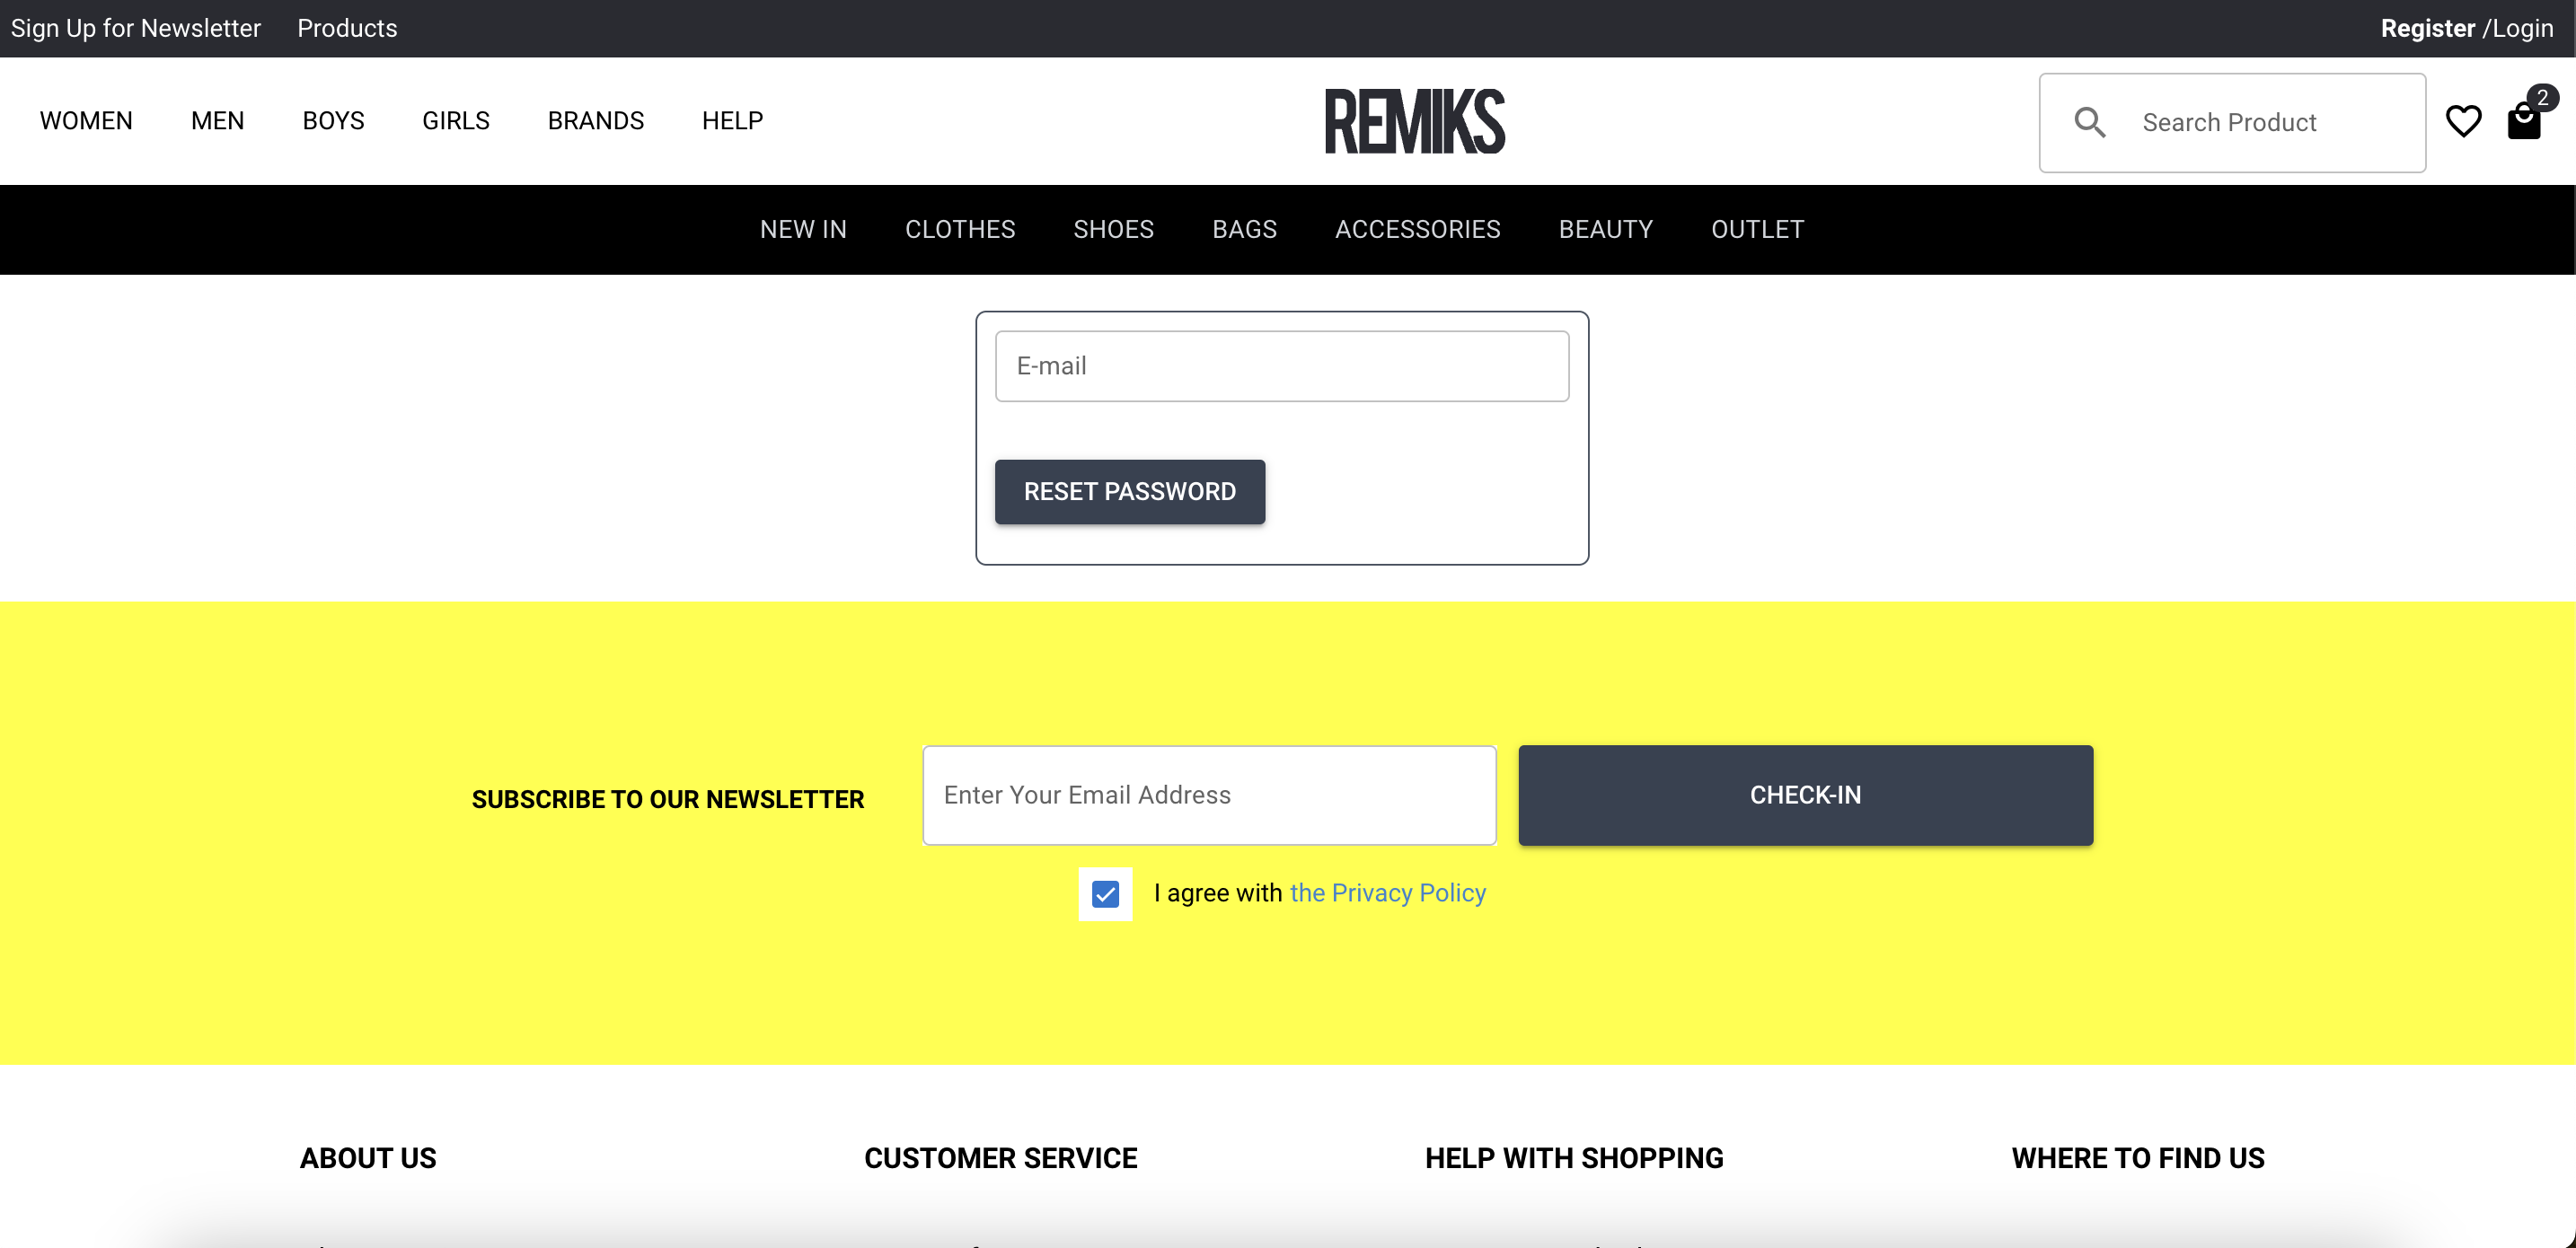 Sign Up for Newsletter Products Register /Login
WOMEN MEN BOYS GIRLS BRANDS HELP REMIKS Search Product 2
NEW IN CLOTHES SHOES BAGS ACCESSORIES BEAUTY OUTLET
E-mail
RESET PASSWORD
SUBSCRIBE TO OUR NEWSLETTER Enter Your Email Address CHECK-IN
I agree with the Privacy Policy
ABOUT US CUSTOMER SERVICE HELP WITH SHOPPING WHERE TO FIND US